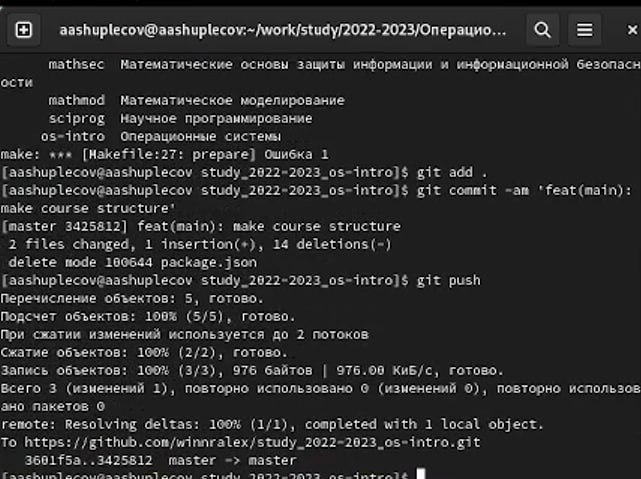 aashuplecov@aashuplecov:~/work/study/2022-2023/Операцио...
mathsec Математические основы защиты информации и информационной безопасн
ости
mathmod Математическое моделирование
sciprog Научное программирование
os-intro Операционные системы
make: *** [Makefile:27: prepare] Ошибка 1
[aashuplecov@aashuplecov study_2022-2023_os-intro]$ git add .
[aashuplecov@aashuplecov study_2022-2023_os-intro]$ git commit -am 'feat(main):
make course structure'
[master 3425812] feat(main): make course structure
2 files changed, 1 insertion(+), 14 deletions(-)
delete mode 100644 package.json
[aashuplecov@aashuplecov study_2022-2023_os-intro]$ git push
Перечисление объектов: 5, готово.
Подсчет объектов: 100% (5/5), готово.
При сжатии изменений используется до 2 потоков
Сжатие объектов: 100% (2/2), готово.
Запись объектов: 100% (3/3), 976 байтов | 976.00 КиБ/с, готово.
Всего 3 (изменений 1), повторно использовано 0 (изменений 0), повторно использов
ано пакетов 0
remote: Resolving deltas: 100% (1/1), completed with 1 local object.
To https://github.com/winnralex/study_2022-2023_os-intro.git
3601f5a..3425812 master -> master
[aashuplecov@aashuplecov study_2022-2023_os-intro]$